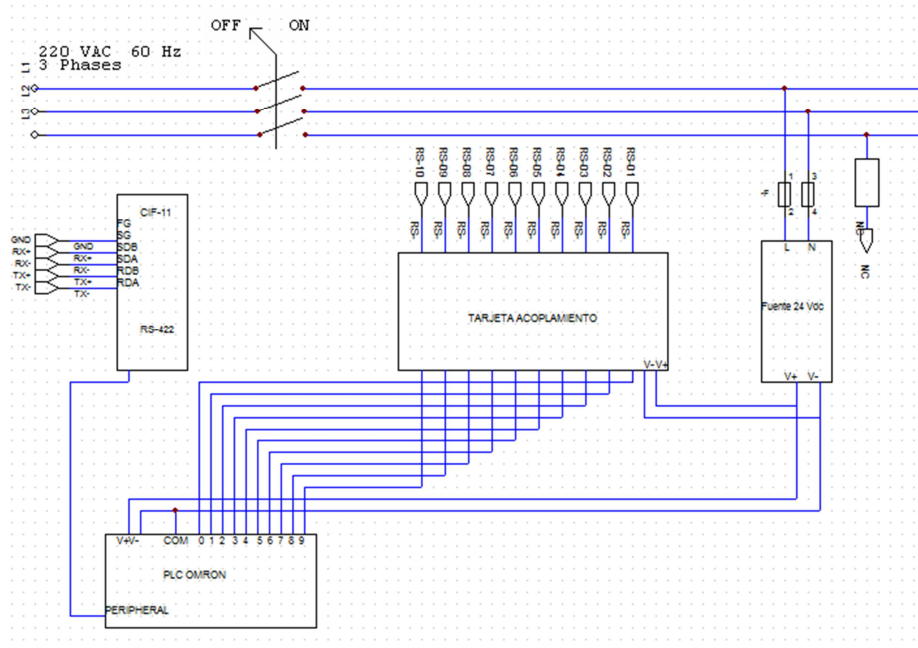 OFF ON
220 VAC 60 Hz
3 Phases
L1
L2
L3
RS-10 RS-09 RS-08 RS-07 RS-06 RS-05 RS-04 RS-03 RS-02 RS-01
RS- RS- RS- RS- RS- RS- RS- RS- RS- RS-
-F 1 3
2 4
NC
L N
Fuente 24 Vdc
V+ V-
CIF-11
FG
SG
SDB
SDA
RDB
RDA
RS-422
GND GND
RX+ RX+
RX- RX-
TX+ TX+
TX- TX-
TARJETA ACOPLAMIENTO
V- V+
V+ V- COM 0 1 2 3 4 5 6 7 8 9
PLC OMRON
PERIPHERAL